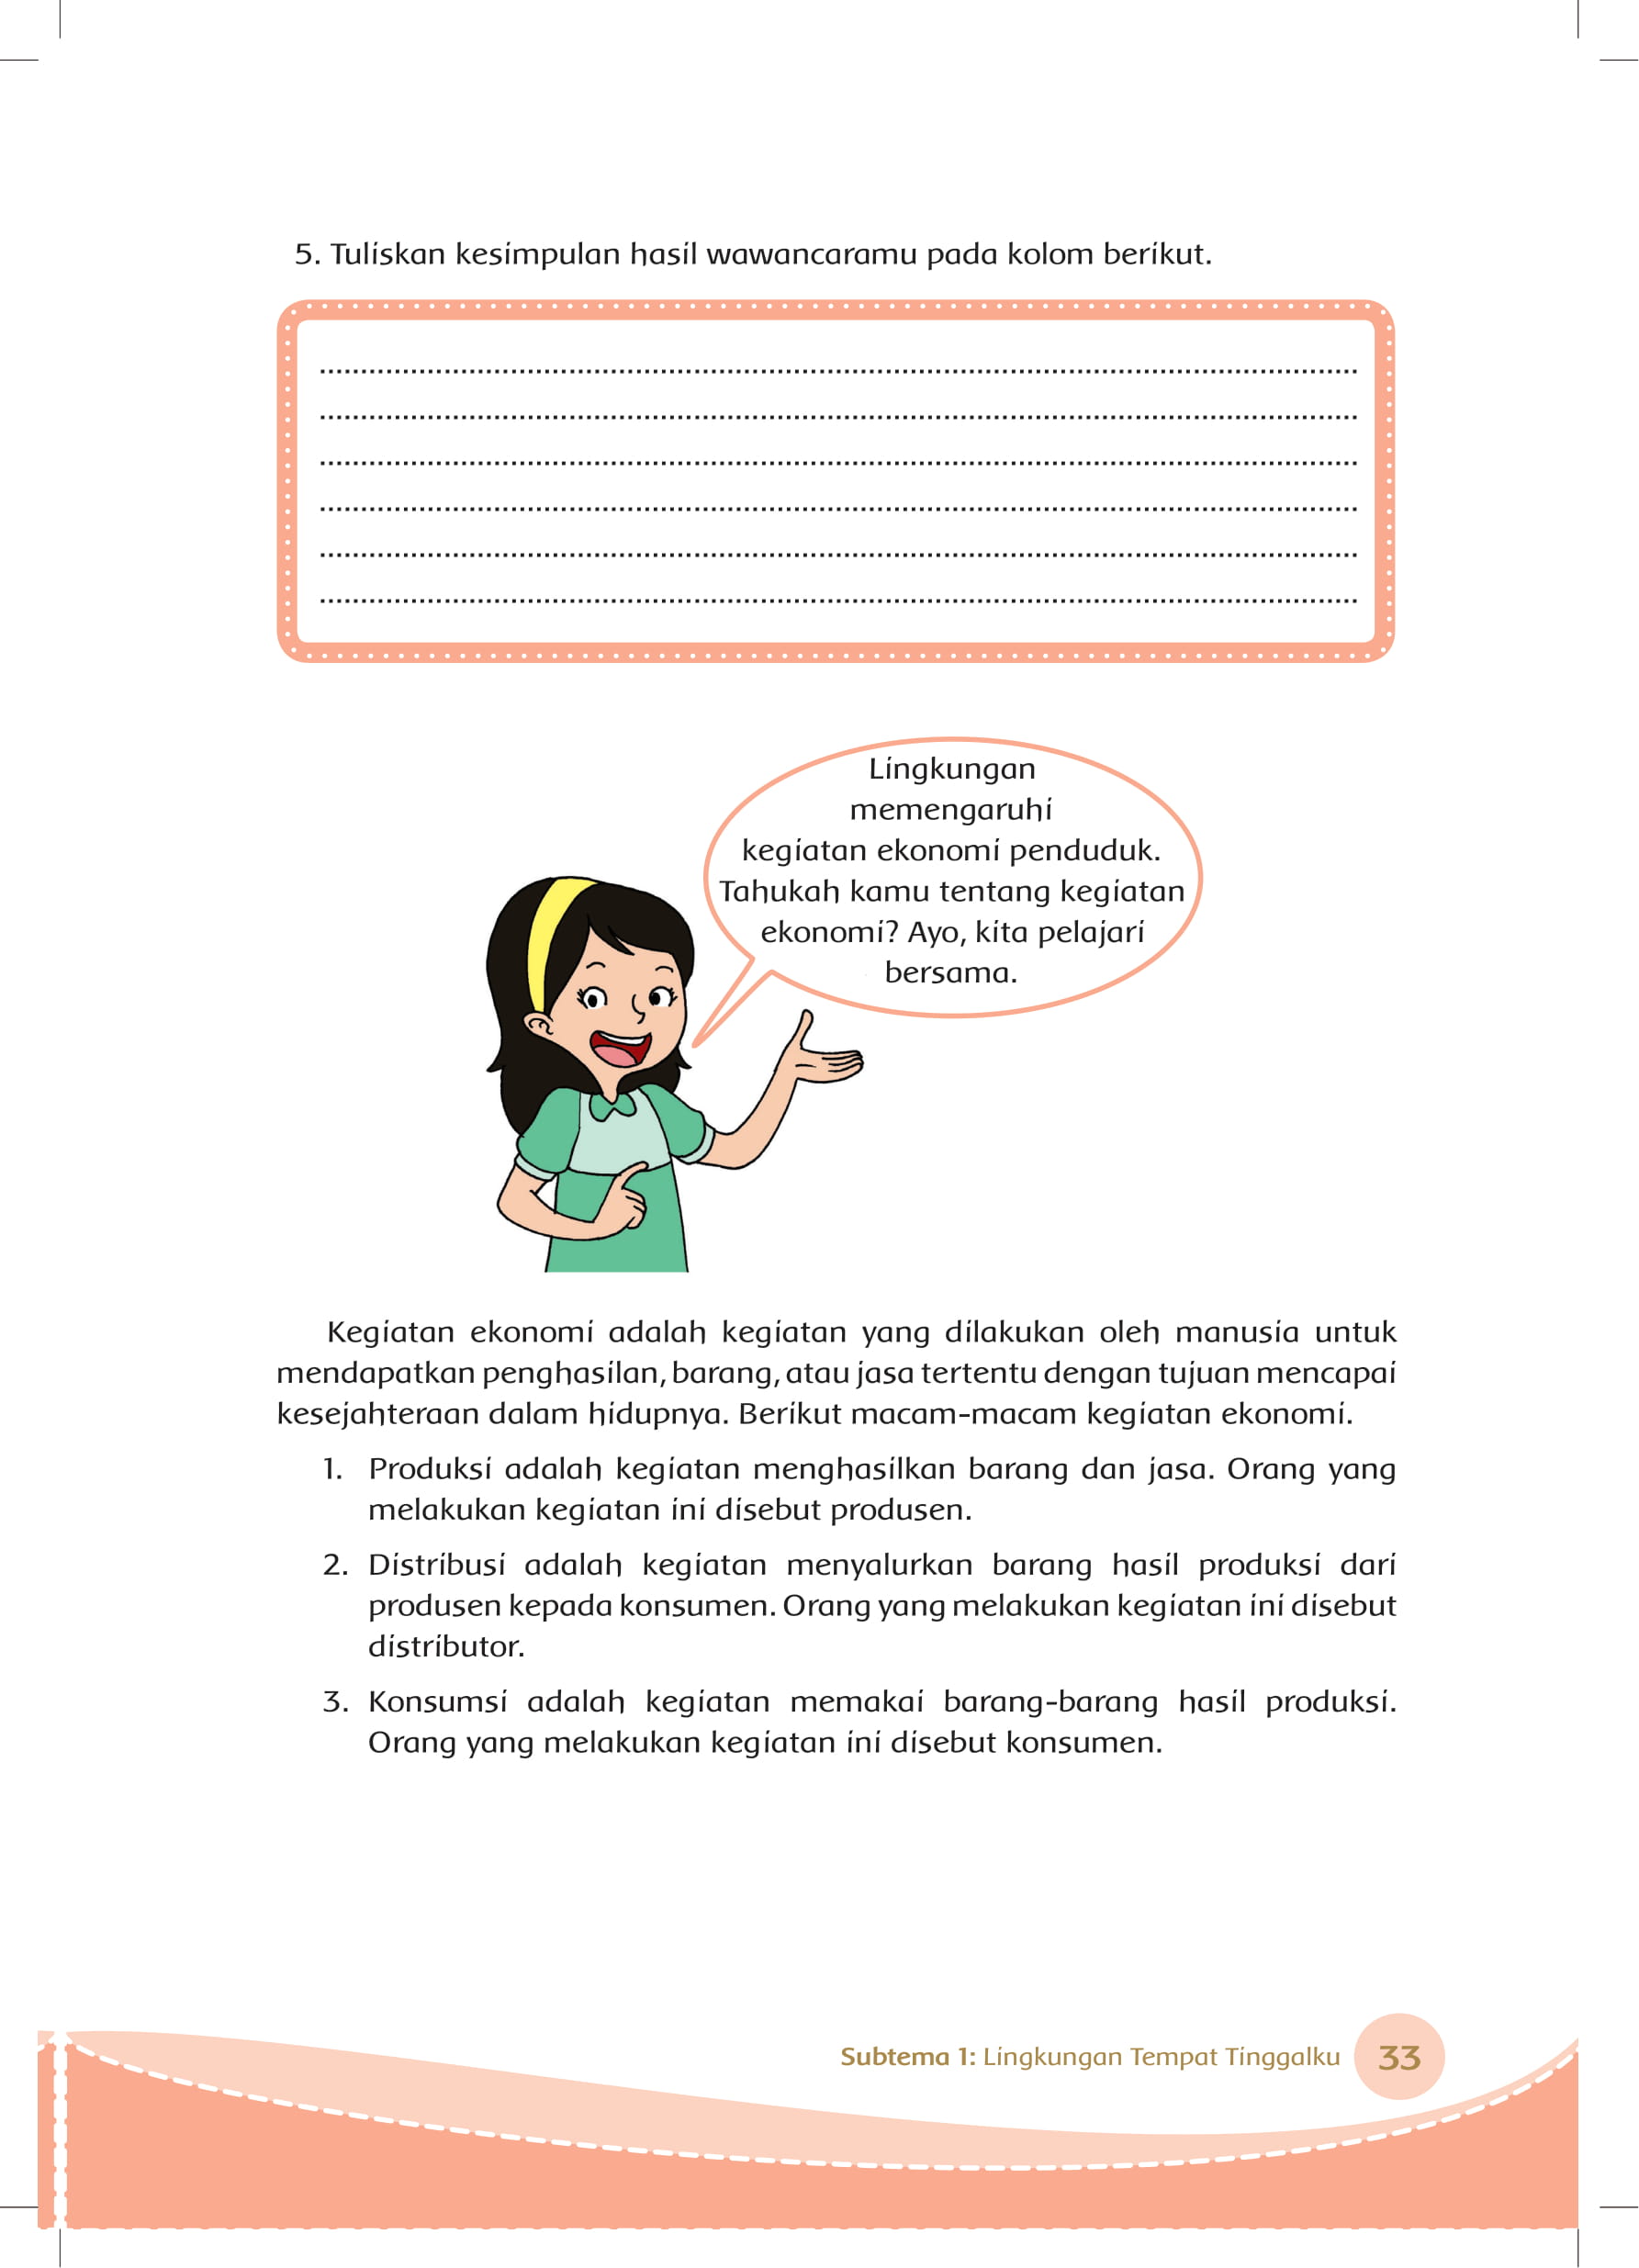 5. Tuliskan kesimpulan hasil wawancaramu pada kolom berikut.
Lingkungan
memengaruhi
kegiatan ekonomi penduduk.
Tahukah kamu tentang kegiatan
ekonomi? Ayo, kita pelajari
bersama.
Kegiatan ekonomi adalah kegiatan yang dilakukan oleh manusia untuk
mendapatkan penghasilan, barang, atau jasa tertentu dengan tujuan mencapai
kesejahteraan dalam hidupnya. Berikut macam-macam kegiatan ekonomi.
1. Produksi adalah kegiatan menghasilkan barang dan jasa. Orang yang
melakukan kegiatan ini disebut produsen.
2. Distribusi adalah kegiatan menyalurkan barang hasil produksi dari
produsen kepada konsumen. Orang yang melakukan kegiatan ini disebut
distributor.
3. Konsumsi adalah kegiatan memakai barang-barang hasil produksi.
Orang yang melakukan kegiatan ini disebut konsumen.
Subtema 1: Lingkungan Tempat Tinggalku 33